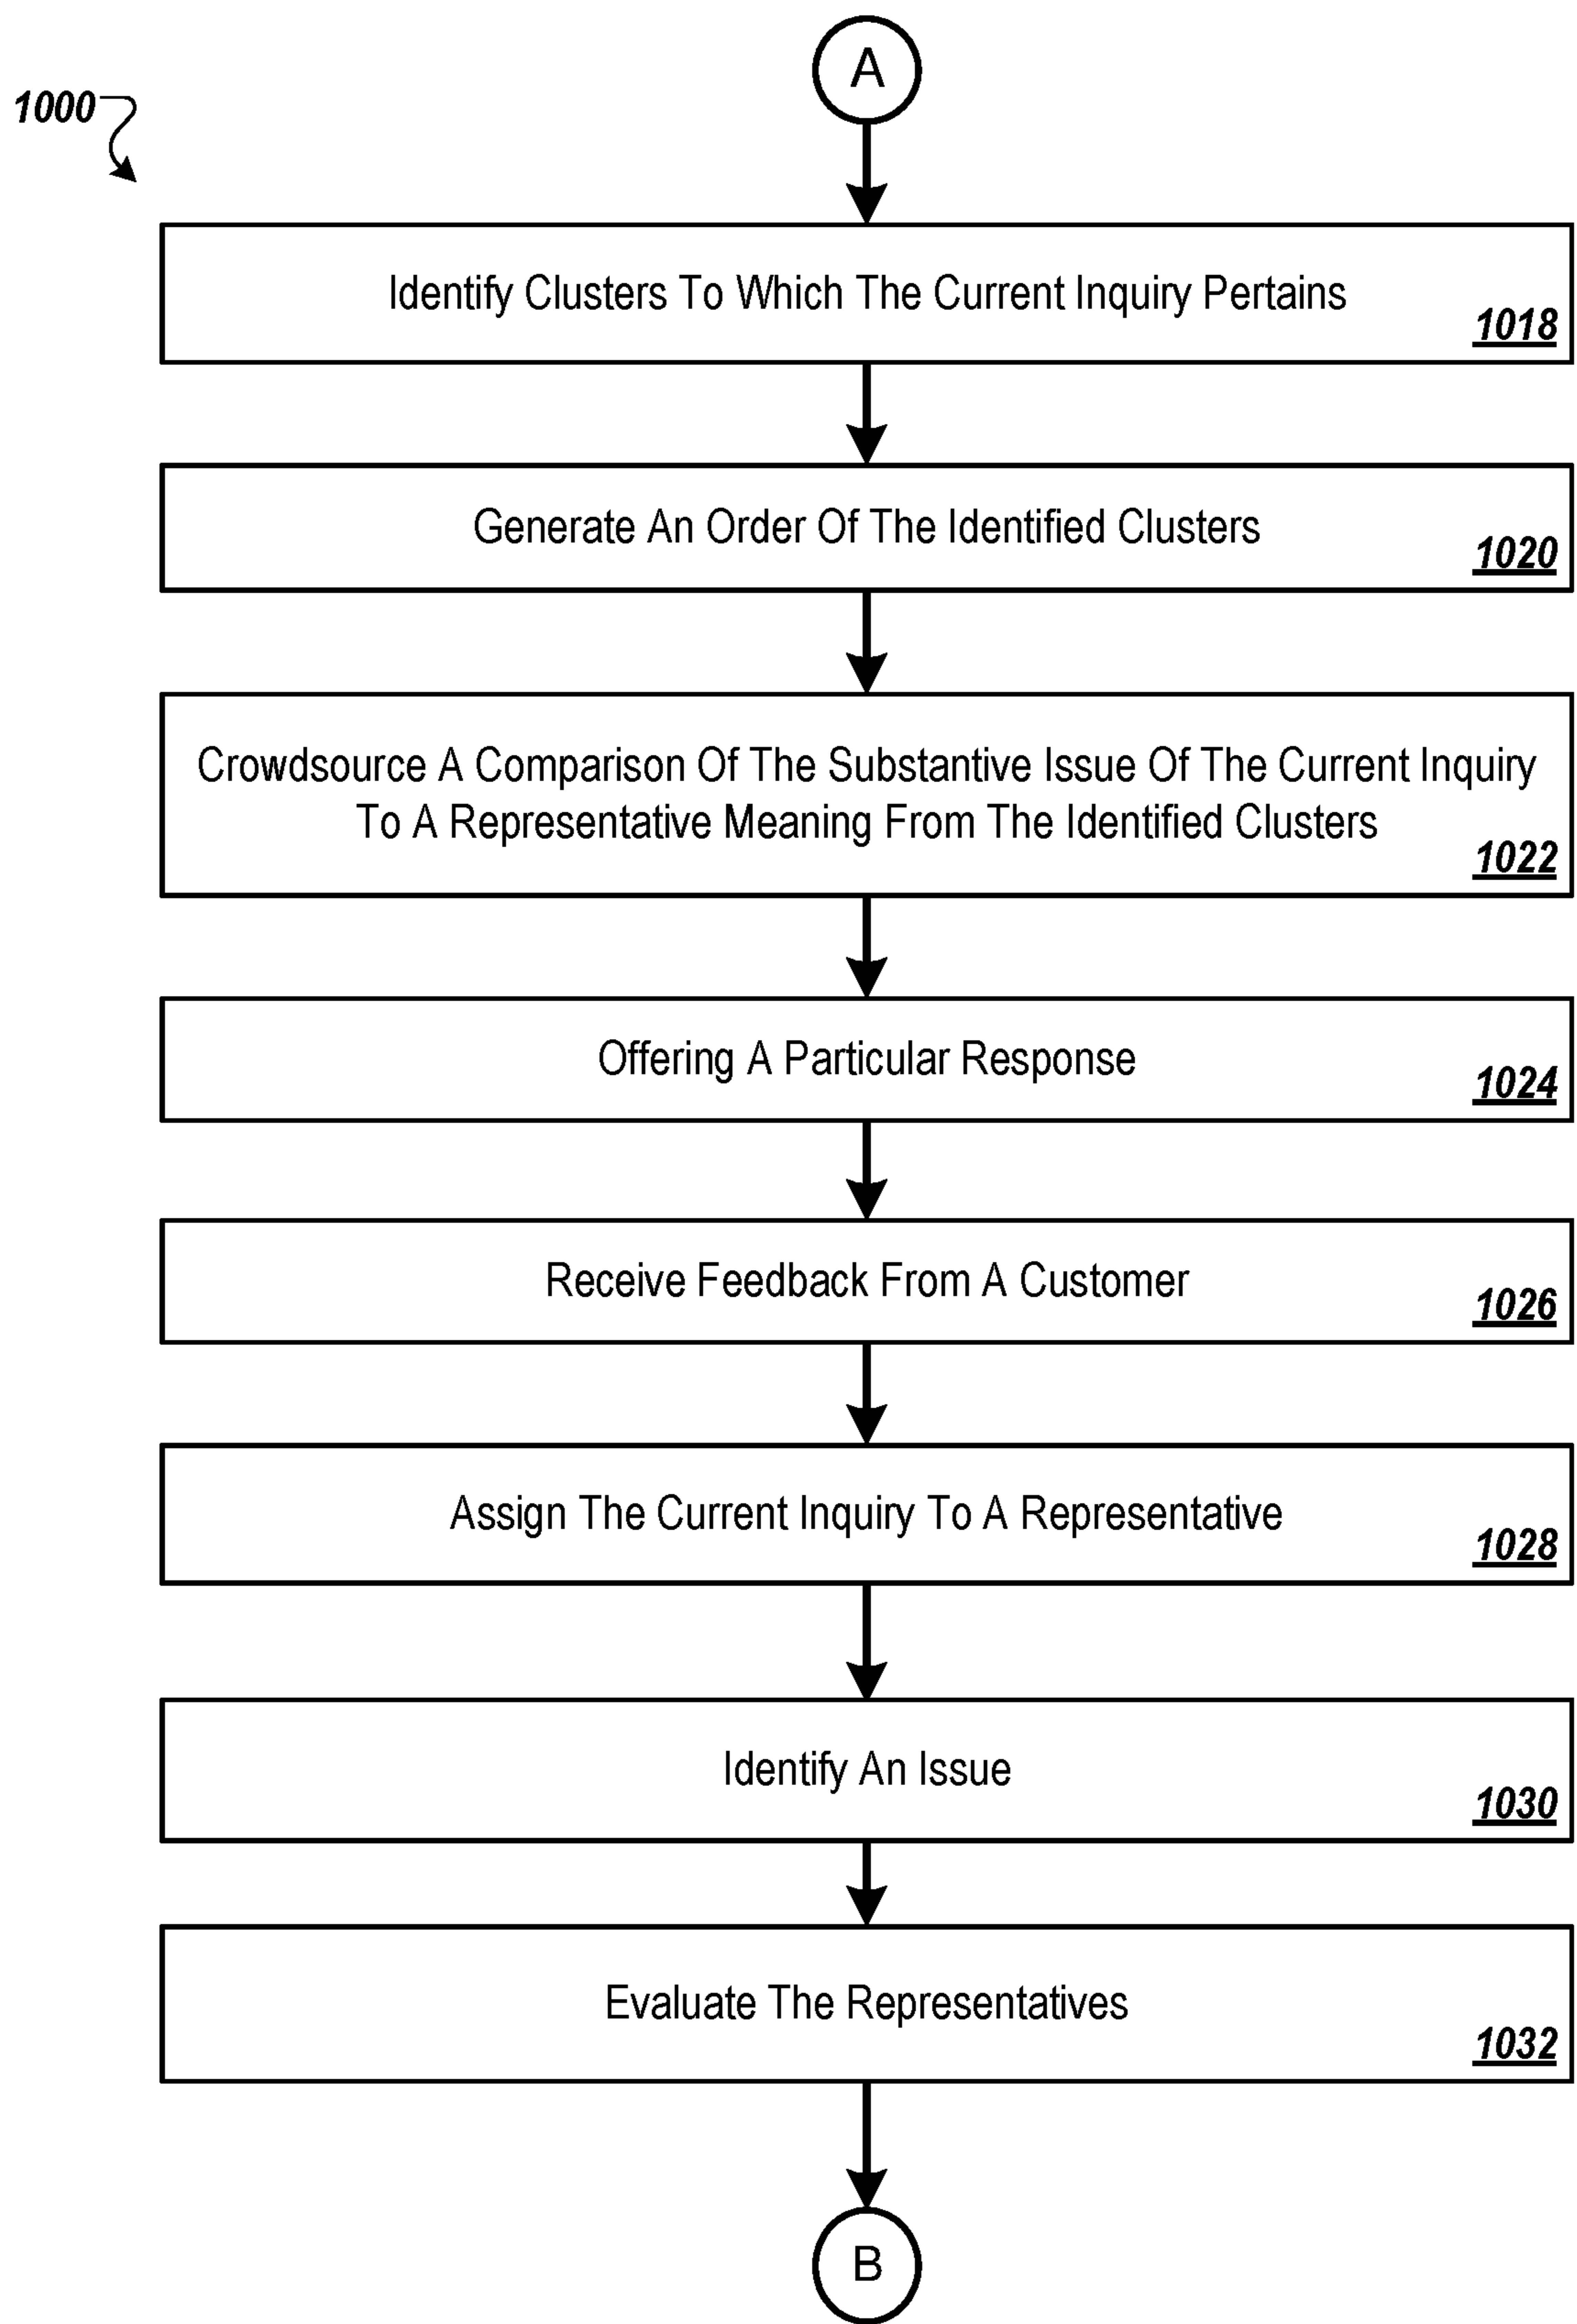 A
1000
Identify Clusters To Which The Current Inquiry Pertains
1018
Generate An Order Of The Identified Clusters
1020
Crowdsource A Comparison Of The Substantive Issue Of The Current Inquiry
To A Representative Meaning From The Identified Clusters
1022
Offering A Particular Response
1024
Receive Feedback From A Customer
1026
Assign The Current Inquiry To A Representative
1028
Identify An Issue
1030
Evaluate The Representatives
1032
B